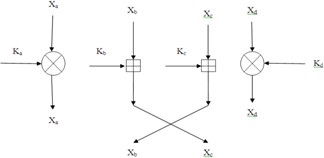 Xa Xb Xc Xd
Ka Kb Kc Kd
Xa Xd
Xb Xc